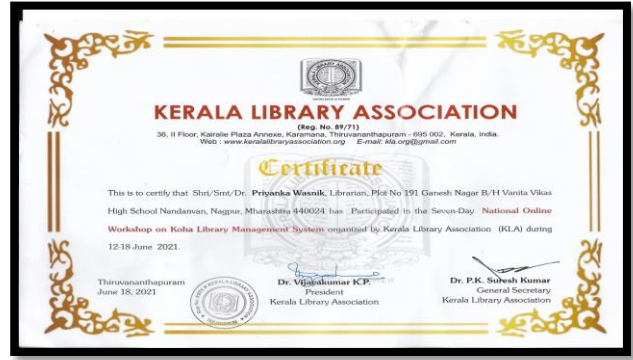 KERALA LIBRARY ASSOCIATION
(Reg. No. 89/71)
36, II Floor, Kairalie Plaza Annexe, Karamana, Thiruvananthapuram - 695 002, Kerala, India.
Web : www.keralalibraryassociation.org E-mail: kla.org@gmail.com
Certificate
This is to certify that Shri/Smt/Dr. Priyanka Wasnik, Librarian, Plot No 191 Ganesh Nagar B/H Vanita Vikas
High School Nandanvan, Nagpur, Mharashtra 440024 has Participated in the Seven-Day National Online
Workshop on Koha Library Management System organized by Kerala Library Association (KLA) during
12-18 June 2021.
Thiruvananthapuram
June 18, 2021
Dr. Vijayakumar K.P.
President
Kerala Library Association
Dr. P.K. Suresh Kumar
General Secretary
Kerala Library Association